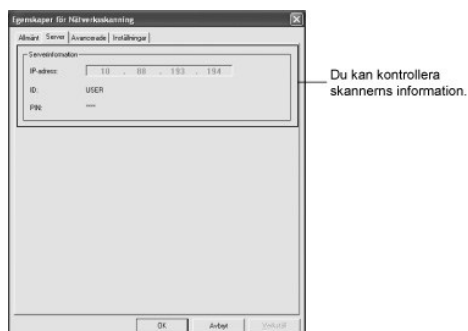 Egenskaper för Nätverksskanning
Allmänt Server Avancerade Inställningar
Serverinformation
IP-adress: 10 . 88 . 193 . 194
ID: USER
PIN: ****
Du kan kontrollera
skannerns information.
OK Avbryt Verkställ